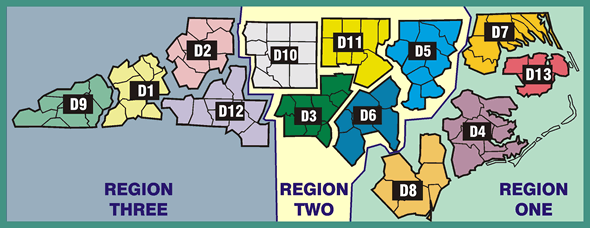 D2
D10
D11
D5
D7
D13
D9
D1
D12
D3
D6
D4
D8
REGION
THREE
REGION
TWO
REGION
ONE